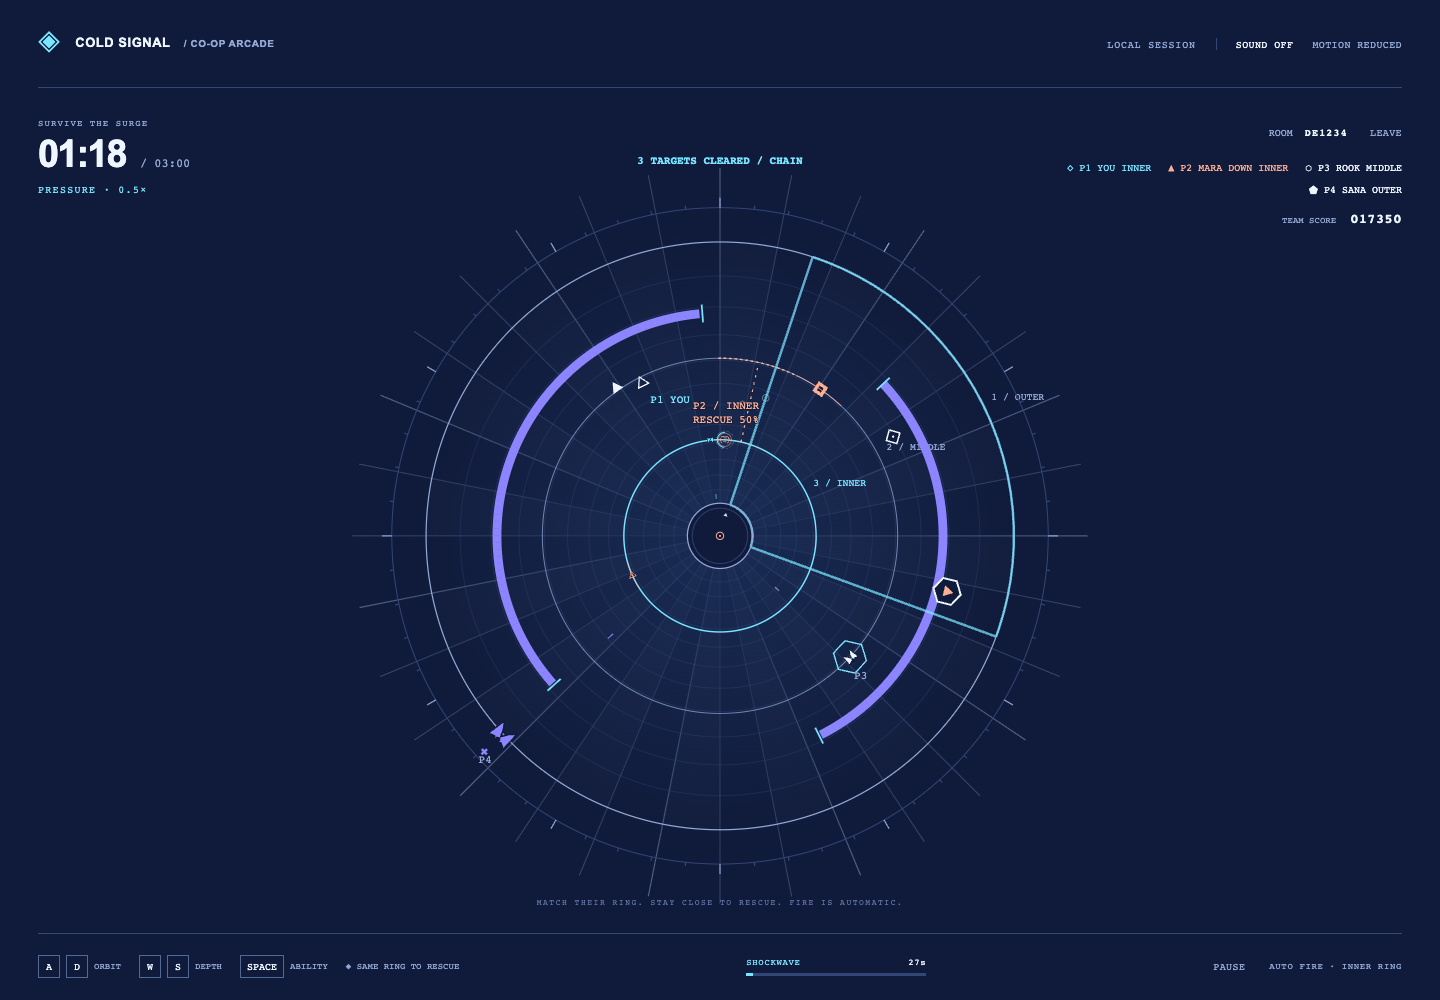 COLD SIGNAL / CO-OP ARCADE
LOCAL SESSION SOUND OFF MOTION REDUCED
SURVIVE THE SURGE
01:18 / 03:00
PRESSURE · 0.5×
ROOM DE1234 LEAVE
◇ P1 YOU INNER ▲ P2 MARA DOWN INNER ○ P3 ROOK MIDDLE
⬟ P4 SANA OUTER
TEAM SCORE 017350
3 TARGETS CLEARED / CHAIN
1 / OUTER
P1 YOU
P2 / INNER
RESCUE 50%
2 / MIDDLE
3 / INNER
P3
P4
MATCH THEIR RING. STAY CLOSE TO RESCUE. FIRE IS AUTOMATIC.
A D ORBIT W S DEPTH SPACE ABILITY ◆ SAME RING TO RESCUE
SHOCKWAVE 27s
PAUSE AUTO FIRE · INNER RING